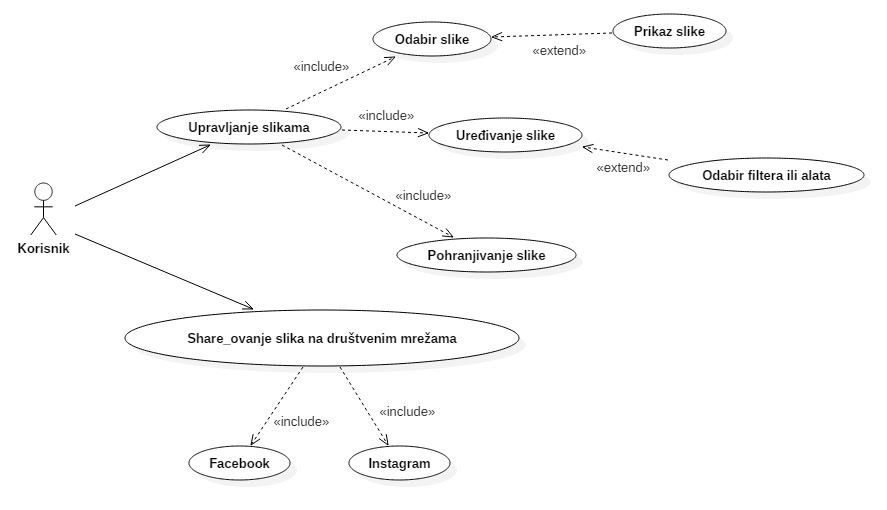 Odabir slike
Prikaz slike
«extend»
«include»
«include»
Upravljanje slikama
Uređivanje slike
«extend»
Odabir filtera ili alata
«include»
Korisnik
Pohranjivanje slike
Share_ovanje slika na društvenim mrežama
«include»
«include»
Facebook
Instagram